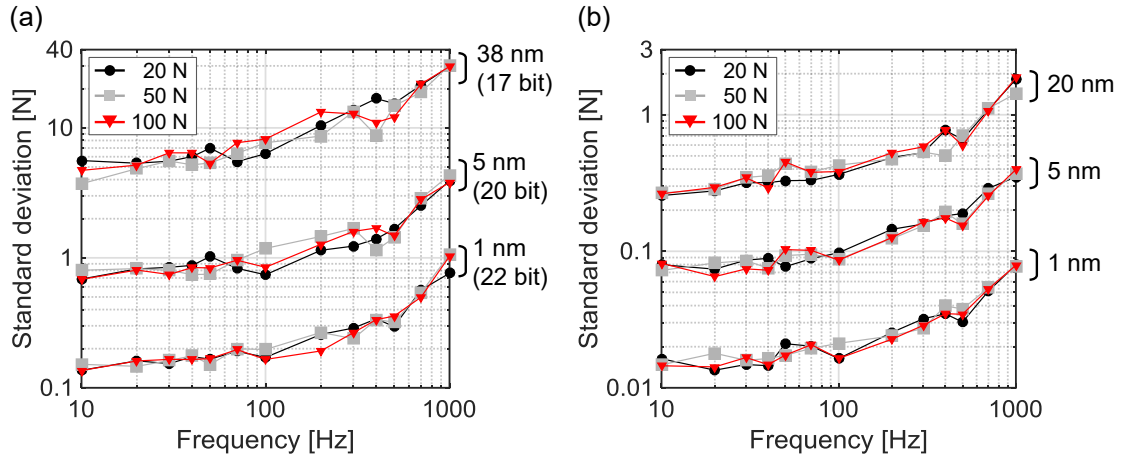 (a)
40
10
1
0.1
Standard deviation [N]
20 N
50 N
100 N
38 nm
(17 bit)
5 nm
(20 bit)
1 nm
(22 bit)
10
100
1000
Frequency [Hz]
(b)
3
1
0.1
0.01
Standard deviation [N]
20 N
50 N
100 N
20 nm
5 nm
1 nm
10
100
1000
Frequency [Hz]